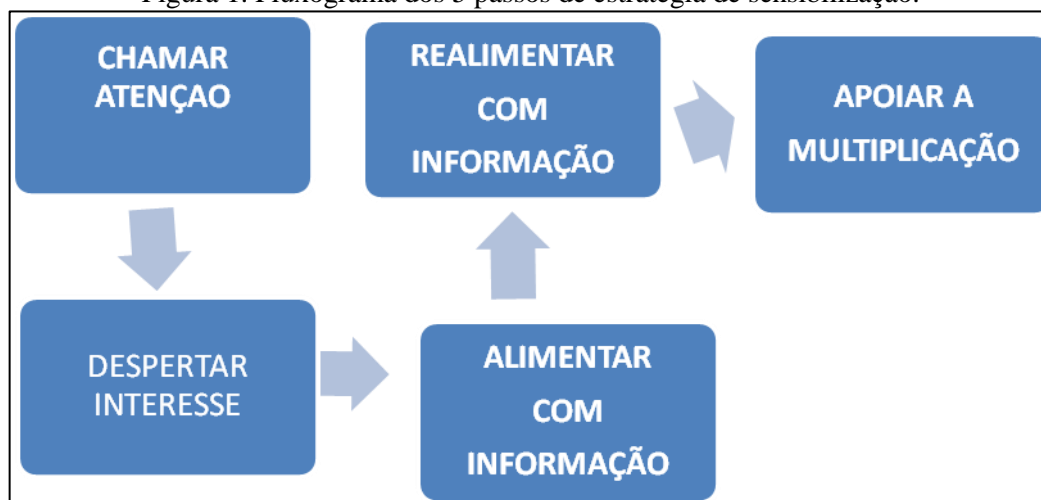 Figura 1. Fluxograma dos 5 passos de estratégia de sensibilização.
CHAMAR
ATENÇAO
DESPERTAR
INTERESSE
ALIMENTAR
COM
INFORMAÇÃO
REALIMENTAR
COM
INFORMAÇÃO
APOIAR A
MULTIPLICAÇÃO